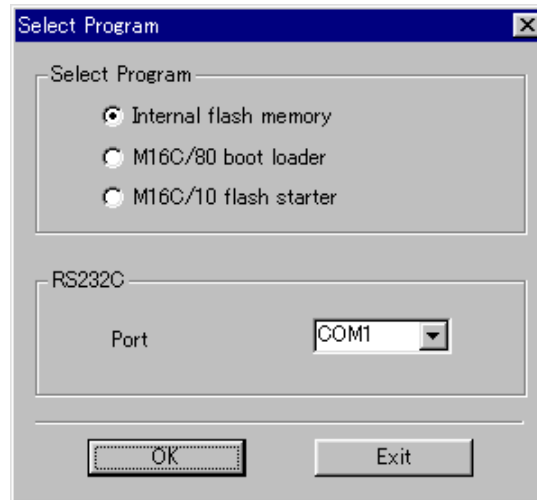 Select Program
Select Program
Internal flash memory
M16C/80 boot loader
M16C/10 flash starter
RS232C
Port COM1
OK Exit